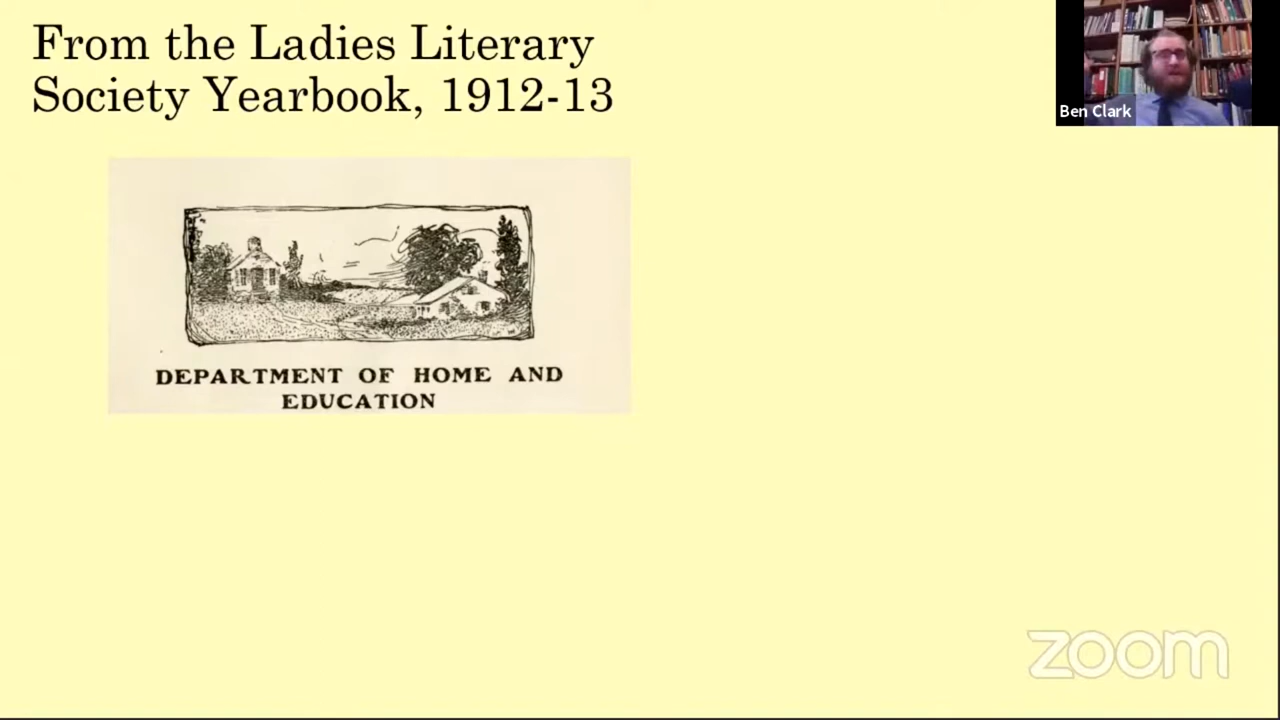 From the Ladies Literary
Society Yearbook, 1912-13
Ben Clark
DEPARTMENT OF HOME AND
EDUCATION
zoom